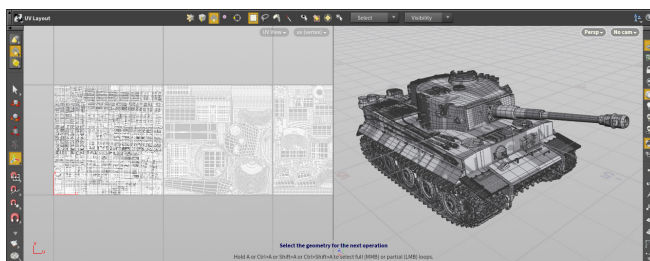 UV Layout
Select
Visibility
UV View
uv (vertex)
Persp
No cam
Select the geometry for the next operation
Hold A or Ctrl+A or Shift+A or Ctrl+Shift+A to select full (MMB) or partial (LMB) loops.